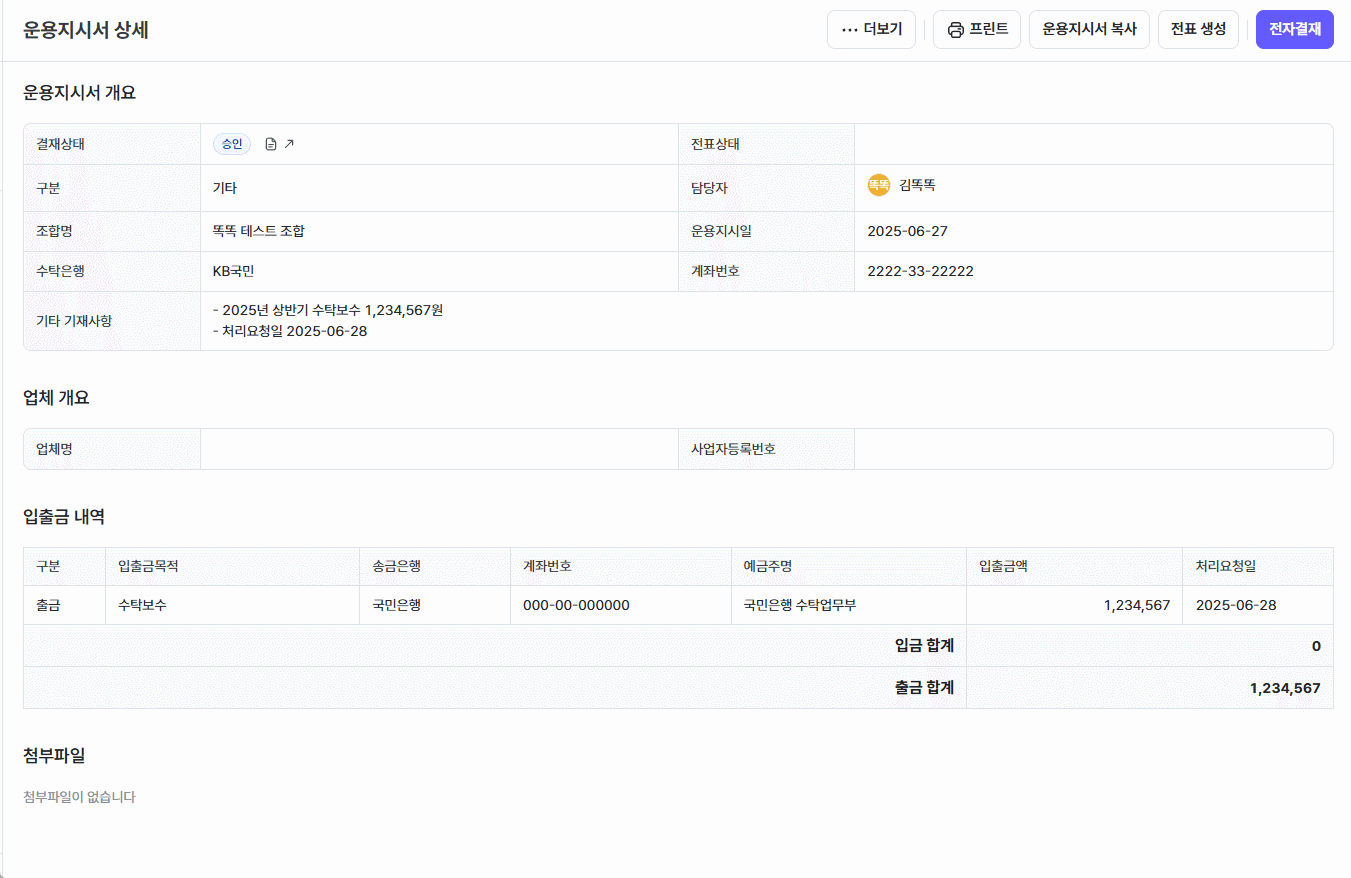 운용지시서 상세
더보기 프린트 운용지시서 복사 전표 생성 전자결재
운용지시서 개요
결재상태 승인 전표상태
구분 기타 담당자 똑똑 김똑똑
조합명 똑똑 테스트 조합 운용지시일 2025-06-27
수탁은행 KB국민 계좌번호 2222-33-22222
기타 기재사항
- 2025년 상반기 수탁보수 1,234,567원
- 처리요청일 2025-06-28
업체 개요
업체명 사업자등록번호
입출금 내역
구분 입출금목적 송금은행 계좌번호 예금주명 입출금액 처리요청일
출금 수탁보수 국민은행 000-00-000000 국민은행 수탁업무부 1,234,567 2025-06-28
입금 합계 0
출금 합계 1,234,567
첨부파일
첨부파일이 없습니다